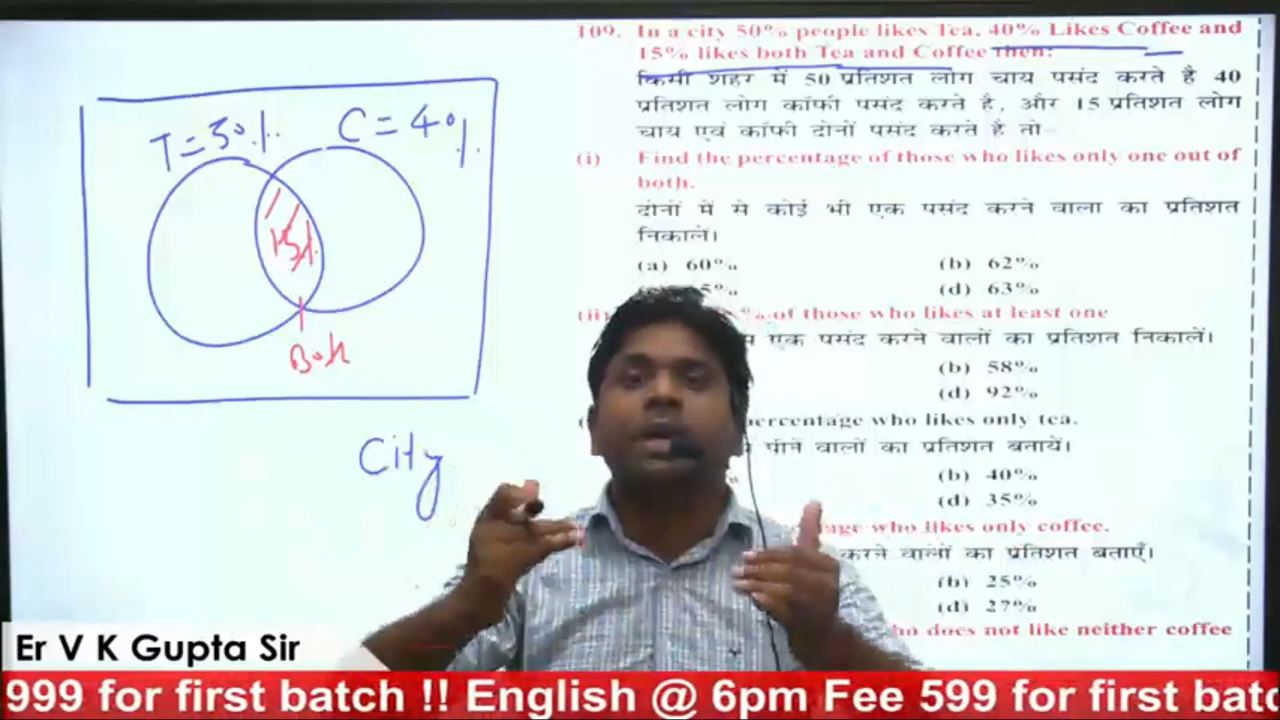 109. In a city 50% people likes Tea. 40% Likes Coffee and
15% likes both Tea and Coffee then:
किसी शहर में 50 प्रतिशत लोग चाय पसंद करते है 40
प्रतिशत लोग कॉफी पसंद करते है, और 15 प्रतिशत लोग
चाय एवं कॉफी दोनों पसंद करते है तो
(i) Find the percentage of those who likes only one out of
both.
दोनों में से कोई भी एक पसंद करने वाला का प्रतिशत
निकालें।
(a) 60% (b) 62%
5% (d) 63%
(ii) % of those who likes at least one
एक पसंद करने वालों का प्रतिशत निकालें।
(b) 58%
(d) 92%
percentage who likes only tea.
पीने वालों का प्रतिशत बतायें।
(b) 40%
(d) 35%
who likes only coffee.
करने वालों का प्रतिशत बताएँ।
(b) 25%
(d) 27%
does not like neither coffee
T = 50%. C = 40%.
15%.
Both
City
Er V K Gupta Sir
999 for first batch !! English @ 6pm Fee 599 for first batc